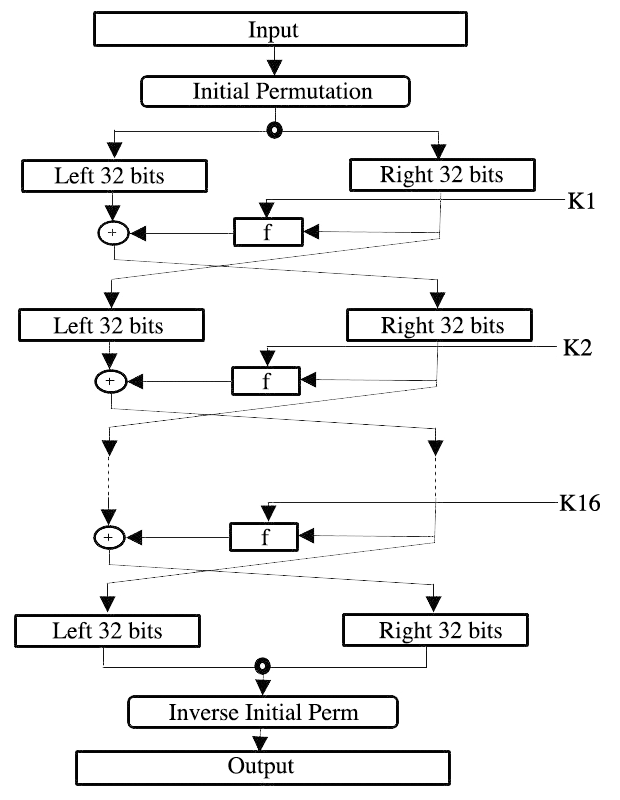 Input
Initial Permutation
Left 32 bits
Right 32 bits
K1
+
f
Left 32 bits
Right 32 bits
K2
+
f
K16
+
f
Left 32 bits
Right 32 bits
Inverse Initial Perm
Output